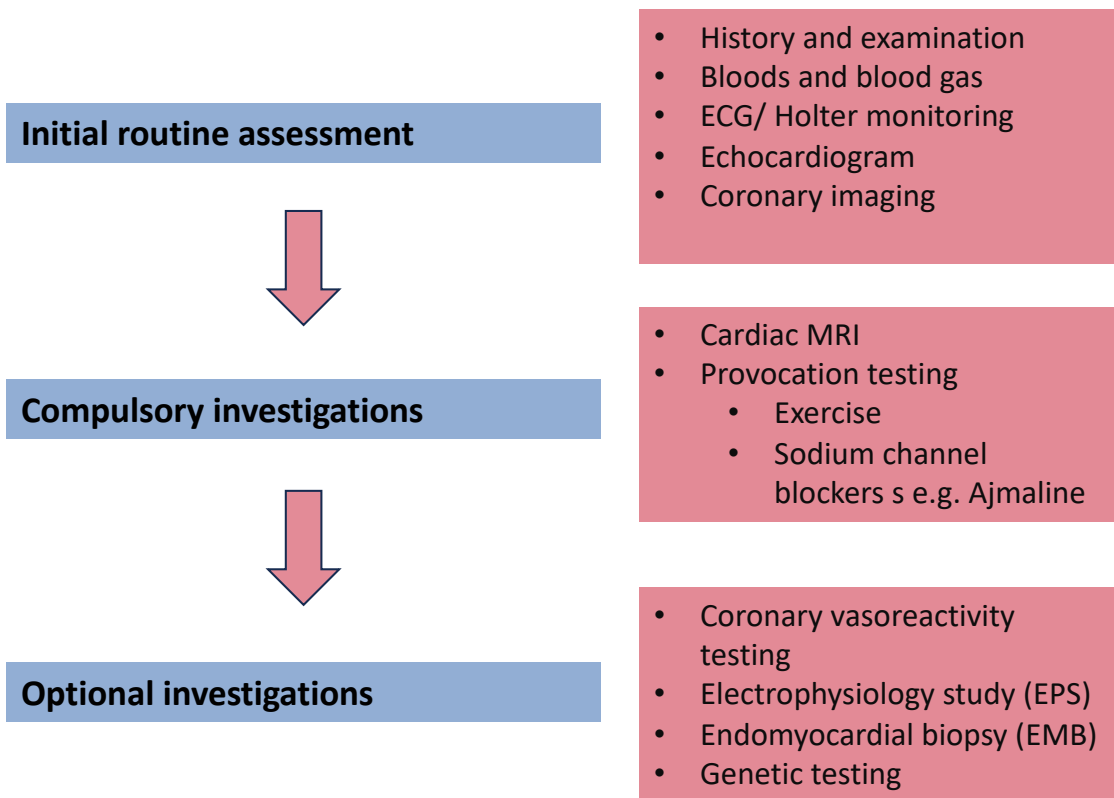 Initial routine assessment
• History and examination
• Bloods and blood gas
• ECG/ Holter monitoring
• Echocardiogram
• Coronary imaging
Compulsory investigations
• Cardiac MRI
• Provocation testing
• Exercise
• Sodium channel
blockers s e.g. Ajmaline
Optional investigations
• Coronary vasoreactivity
testing
• Electrophysiology study (EPS)
• Endomyocardial biopsy (EMB)
• Genetic testing